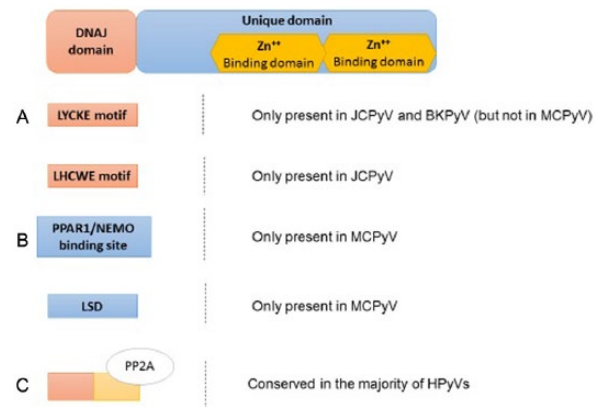 DNAJ
domain
Unique domain
Zn⁺⁺
Binding domain
Zn⁺⁺
Binding domain
A
LYCKE motif
Only present in JCPyV and BKPyV (but not in MCPyV)
LHCWE motif
Only present in JCPyV
B
PPAR1/NEMO
binding site
Only present in MCPyV
LSD
Only present in MCPyV
C
PP2A
Conserved in the majority of HPyVs